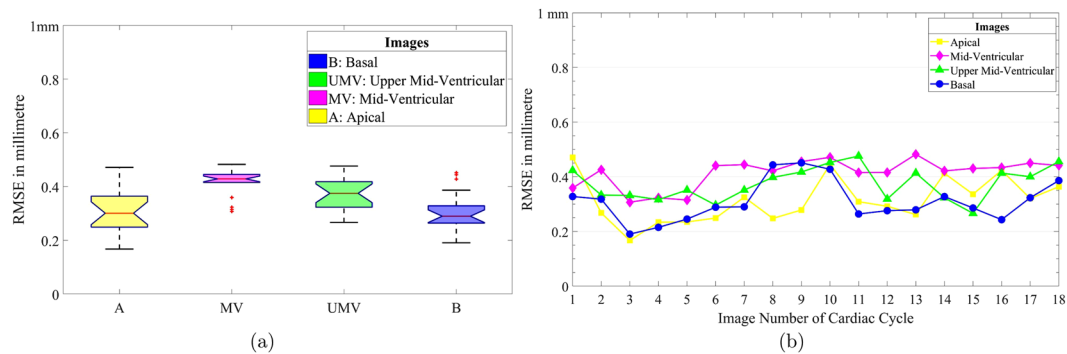 1mm
0.8
0.6
0.4
0.2
0
RMSE in millimetre
Images
B: Basal
UMV: Upper Mid-Ventricular
MV: Mid-Ventricular
A: Apical
A MV UMV B
(a)
1 mm
0.8
0.6
0.4
0.2
0
RMSE in millimetre
Images
Apical
Mid-Ventricular
Upper Mid-Ventricular
Basal
1 2 3 4 5 6 7 8 9 10 11 12 13 14 15 16 17 18
Image Number of Cardiac Cycle
(b)